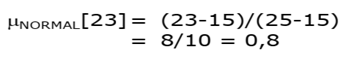 μNORMAL[23] = (23-15)/(25-15)
= 8/10 = 0,8